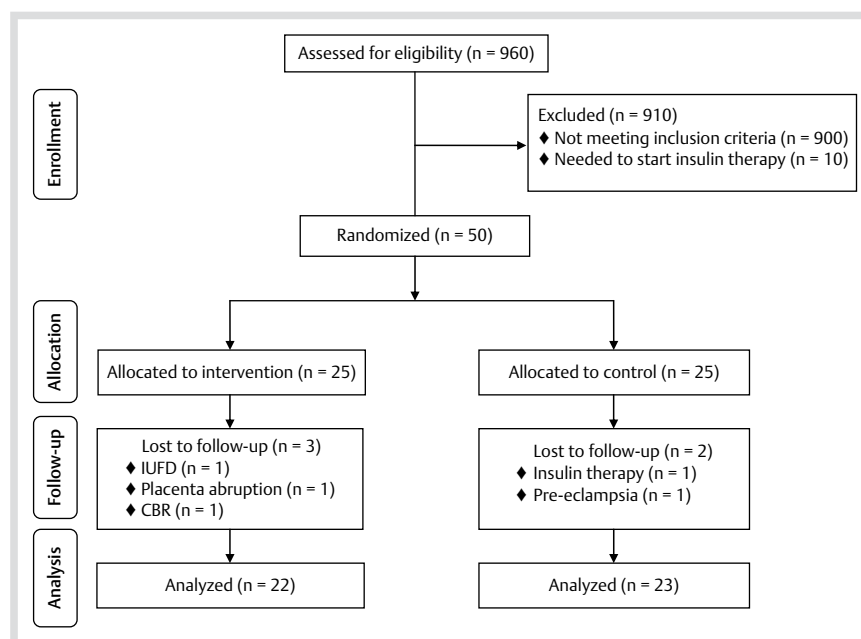 Assessed for eligibility (n = 960)
Enrollment
Excluded (n = 910)
♦ Not meeting inclusion criteria (n = 900)
♦ Needed to start insulin therapy (n = 10)
Randomized (n = 50)
Allocation
Allocated to intervention (n = 25)
Allocated to control (n = 25)
Follow-up
Lost to follow-up (n = 3)
♦ IUFD (n = 1)
♦ Placenta abruption (n = 1)
♦ CBR (n = 1)
Lost to follow-up (n = 2)
♦ Insulin therapy (n = 1)
♦ Pre-eclampsia (n = 1)
Analysis
Analyzed (n = 22)
Analyzed (n = 23)